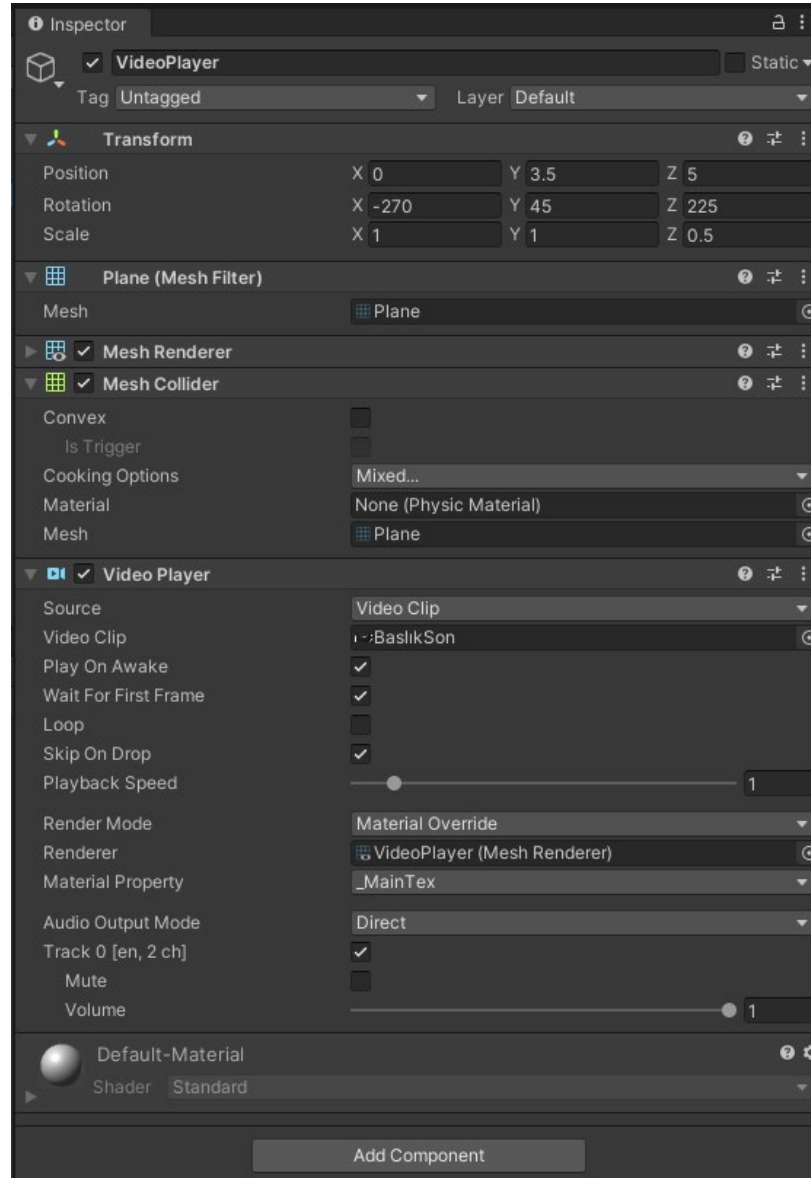 Inspector
VideoPlayer Static
Tag Untagged Layer Default
Transform
Position X 0 Y 3.5 Z 5
Rotation X -270 Y 45 Z 225
Scale X 1 Y 1 Z 0.5
Plane (Mesh Filter)
Mesh Plane
Mesh Renderer
Mesh Collider
Convex
Is Trigger
Cooking Options Mixed...
Material None (Physic Material)
Mesh Plane
Video Player
Source Video Clip
Video Clip BaslıkSon
Play On Awake
Wait For First Frame
Loop
Skip On Drop
Playback Speed 1
Render Mode Material Override
Renderer VideoPlayer (Mesh Renderer)
Material Property _MainTex
Audio Output Mode Direct
Track 0 [en, 2 ch]
Mute
Volume 1
Default-Material
Shader Standard
Add Component